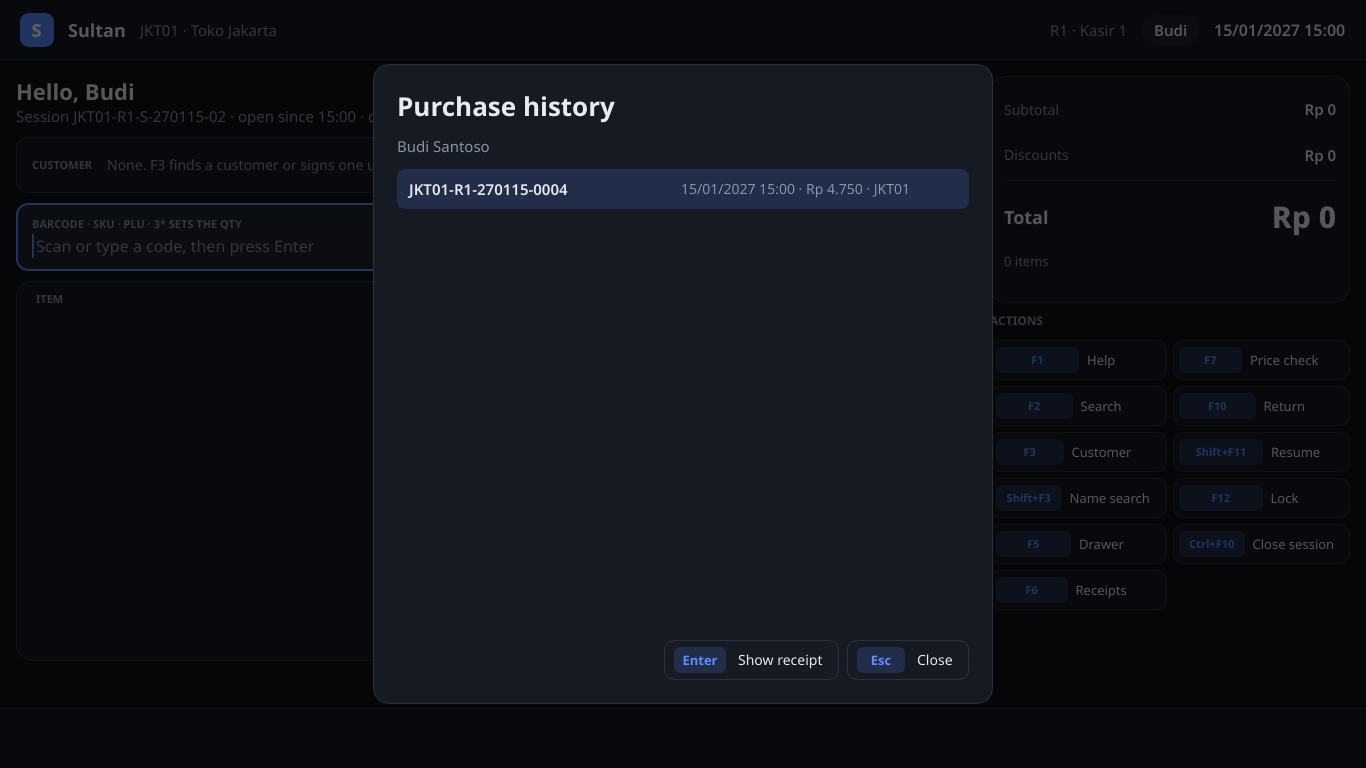 S Sultan JKT01 · Toko Jakarta R1 · Kasir 1 Budi 15/01/2027 15:00
Hello, Budi
Session JKT01-R1-S-270115-02 · open since 15:00 ·
CUSTOMER None. F3 finds a customer or signs one
BARCODE · SKU · PLU · 3* SETS THE QTY
Scan or type a code, then press Enter
ITEM
Purchase history
Budi Santoso
JKT01-R1-270115-0004 15/01/2027 15:00 · Rp 4.750 · JKT01
Enter Show receipt Esc Close
Subtotal Rp 0
Discounts Rp 0
Total Rp 0
0 items
ACTIONS
F1 Help F7 Price check
F2 Search F10 Return
F3 Customer Shift+F11 Resume
Shift+F3 Name search F12 Lock
F5 Drawer Ctrl+F10 Close session
F6 Receipts